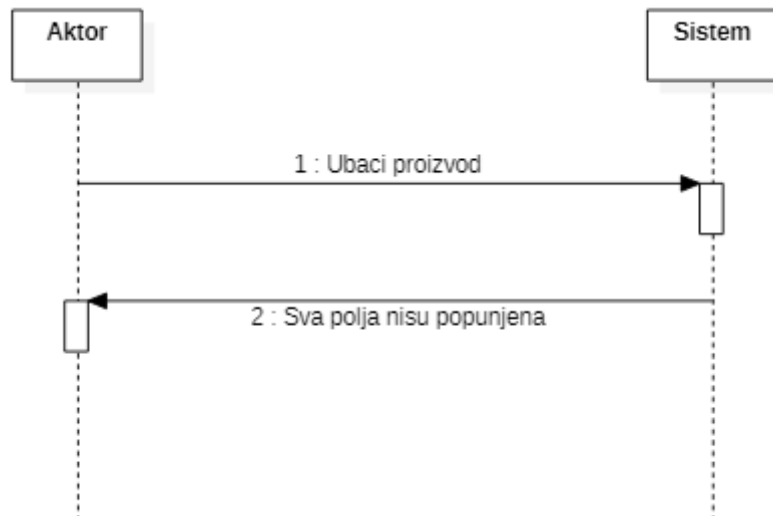 Aktor
Sistem
1 : Ubaci proizvod
2 : Sva polja nisu popunjena